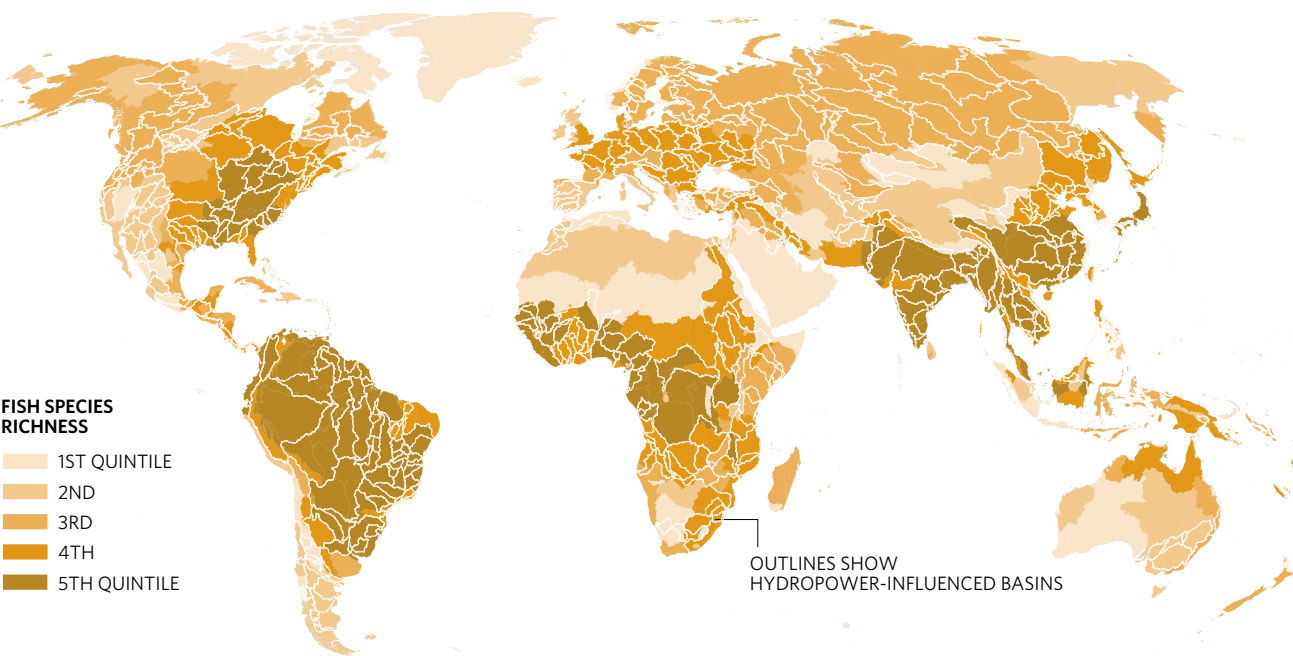 FISH SPECIES
RICHNESS
1ST QUINTILE
2ND
3RD
4TH
5TH QUINTILE
OUTLINES SHOW
HYDROPOWER-INFLUENCED BASINS